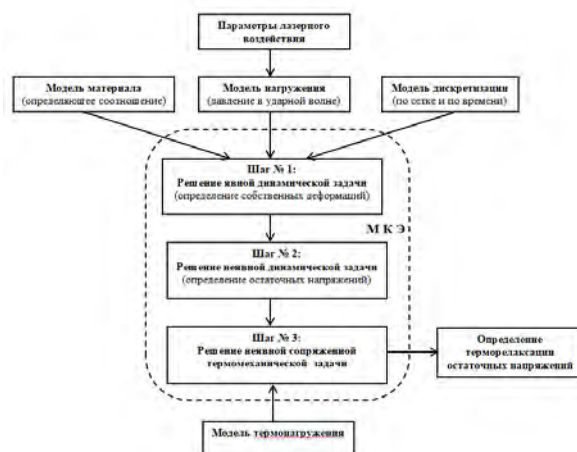 Параметры лазерного
воздействия
Модель материала
(определяющее соотношение)
Модель нагружения
(давление в ударной волне)
Модель дискретизации
(по сетке и по времени)
Шаг № 1:
Решение явной динамической задачи
(определение собственных деформаций)
М К Э
Шаг № 2:
Решение неявной динамической задачи
(определение остаточных напряжений)
Шаг № 3:
Решение неявной сопряженной
термомеханической задачи
Определение
терморелаксации
остаточных напряжений
Модель термонагружения